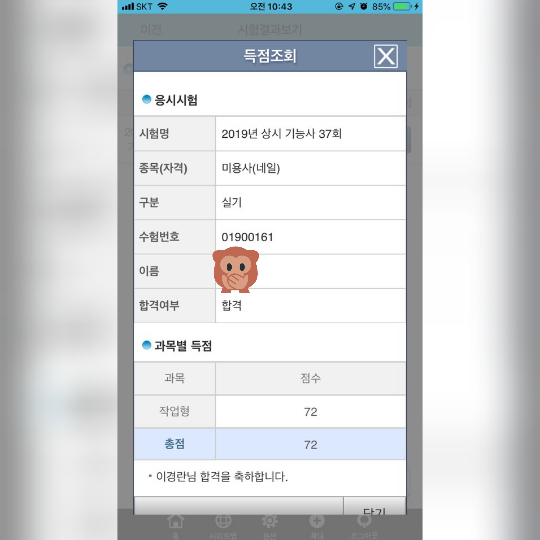 SKT 오전 10:43 85%
이전 시험결과보기
득점조회
응시시험
시험명 2019년 상시 기능사 37회
종목(자격) 미용사(네일)
구분 실기
수험번호 01900161
이름
합격여부 합격
과목별 득점
과목 점수
작업형 72
총점 72
* 이경란님 합격을 축하합니다.
닫기
홈